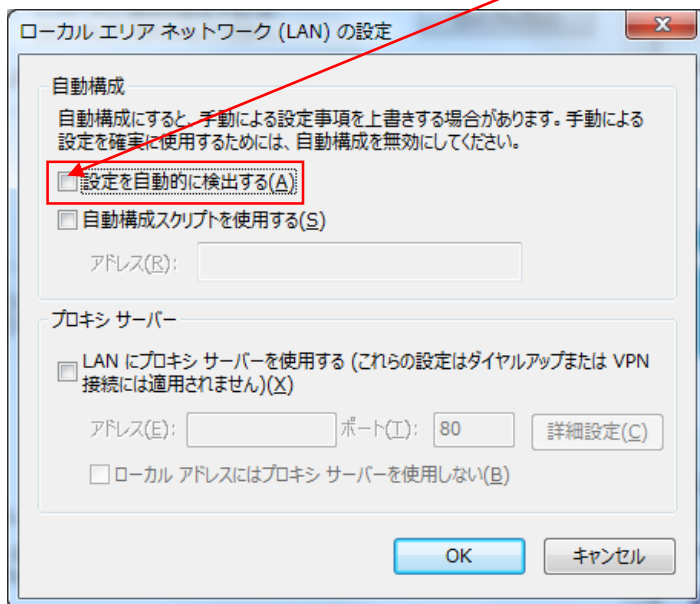 ローカル エリア ネットワーク (LAN) の設定
自動構成
自動構成にすると、手動による設定事項を上書きする場合があります。手動による
設定を確実に使用するためには、自動構成を無効にしてください。
設定を自動的に検出する(A)
自動構成スクリプトを使用する(S)
アドレス(R):
プロキシ サーバー
LAN にプロキシ サーバーを使用する (これらの設定はダイヤルアップまたは VPN
接続には適用されません)(X)
アドレス(E): ポート(T): 80 詳細設定(C)
ローカル アドレスにはプロキシ サーバーを使用しない(B)
OK キャンセル